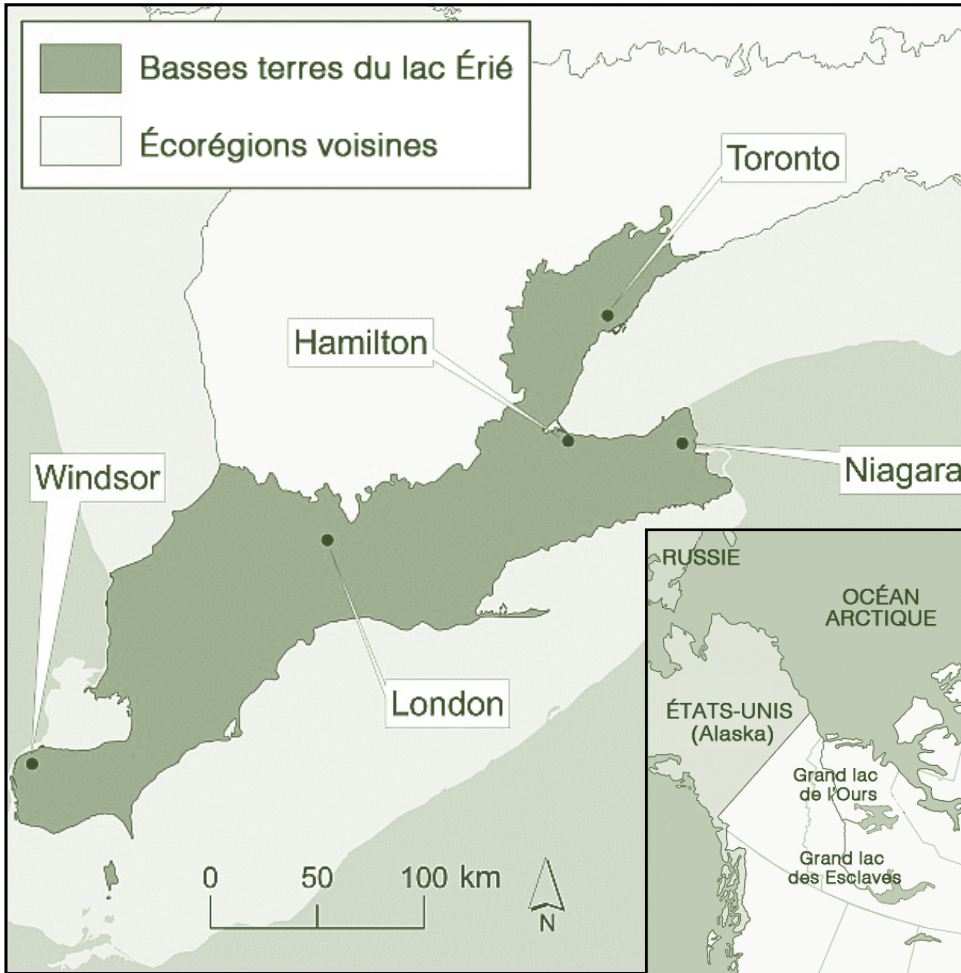 Basses terres du lac Érié
Écorégions voisines
Toronto
Hamilton
Windsor
Niagara
London
0 50 100 km
N
RUSSIE
OCÉAN
ARCTIQUE
ÉTATS-UNIS
(Alaska)
Grand lac
de l'Ours
Grand lac
des Esclaves